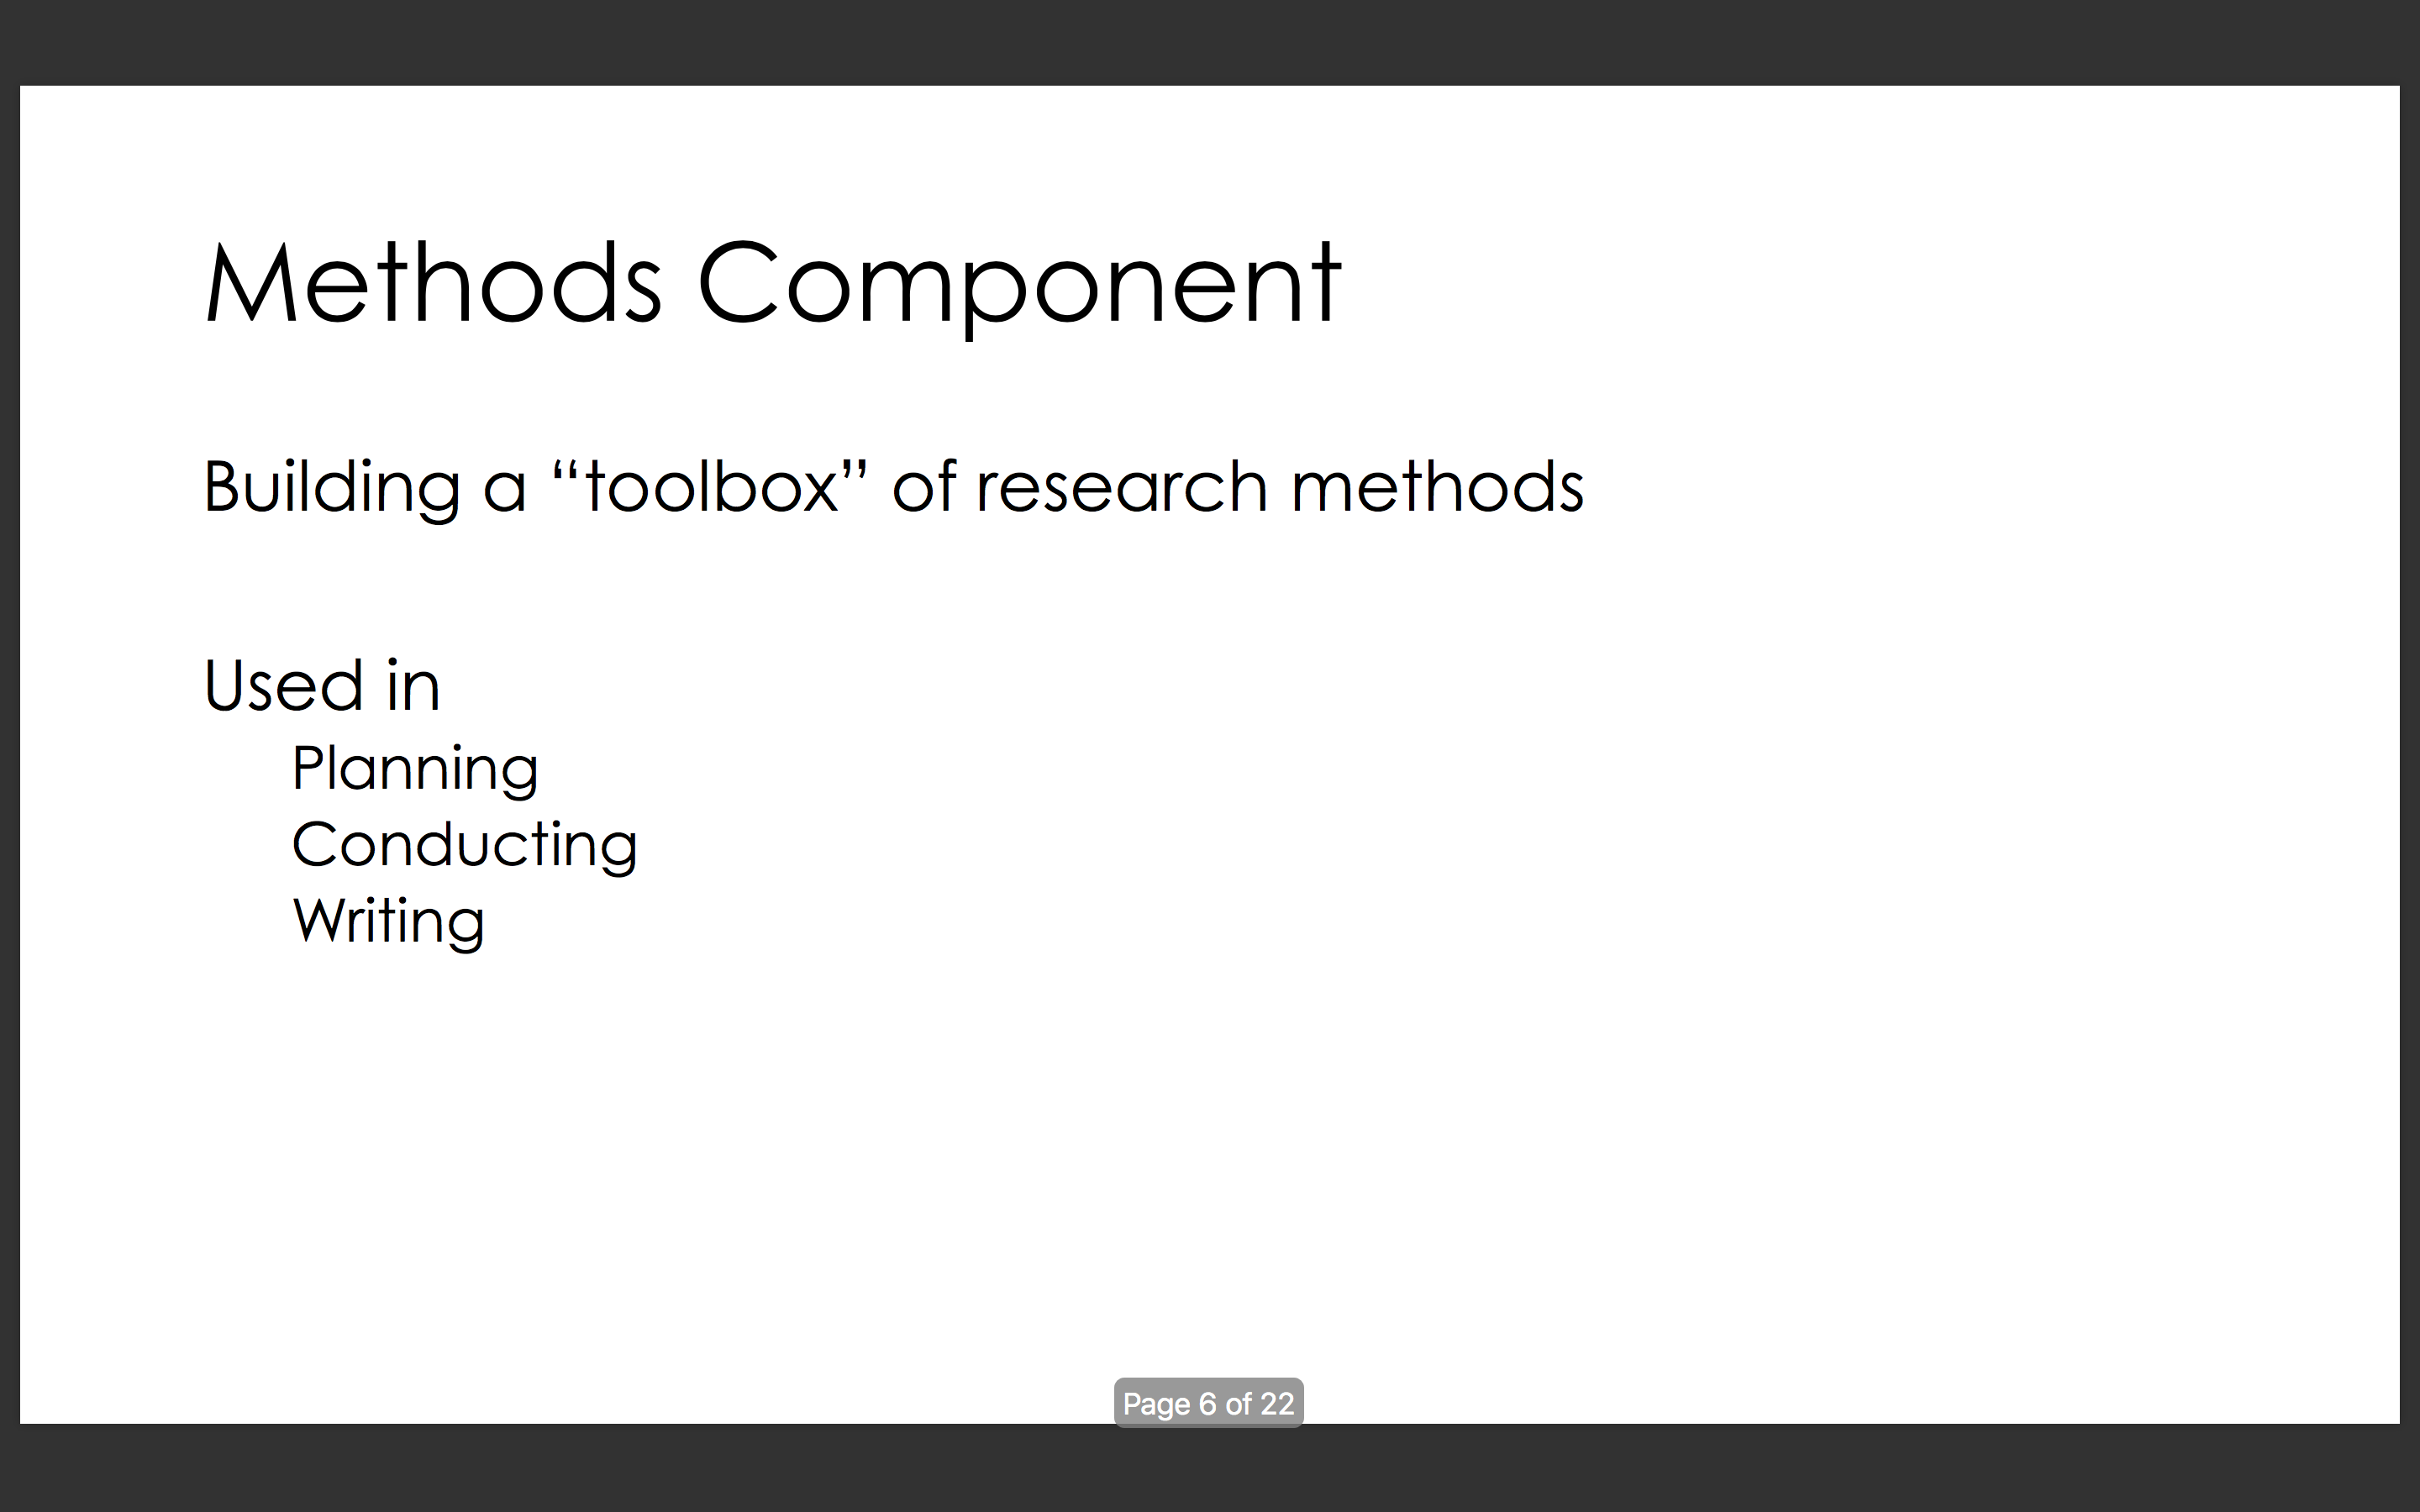 Methods Component
Building a “toolbox” of research methods
Used in
Planning
Conducting
Writing
Page 6 of 22